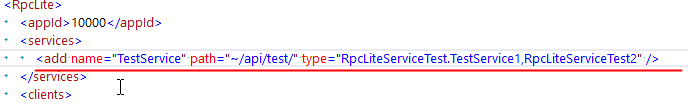 <RpcLite>
<appId>10000</appId>
<services>
<add name="TestService" path="~/api/test/" type="RpcLiteServiceTest.TestService1,RpcLiteServiceTest2" />
</services>
<clients>